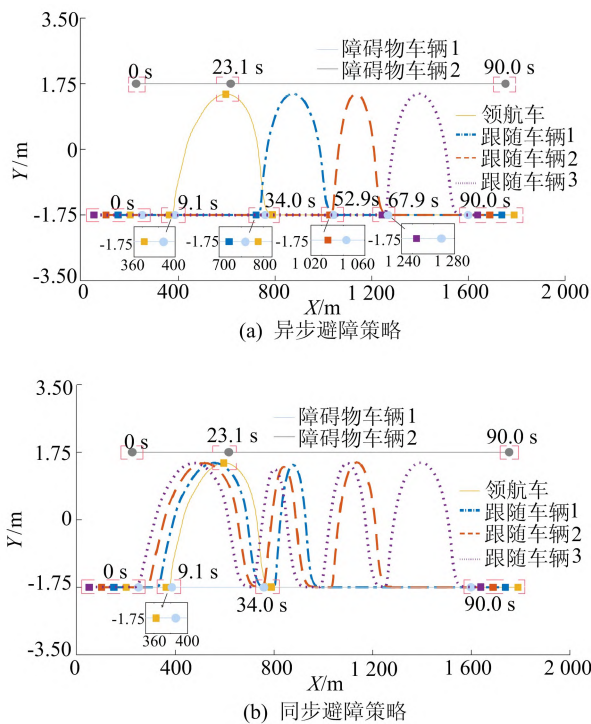 3.50
障碍物车辆1
0 s 23.1 s 障碍物车辆2 90.0 s
1.75
领航车
跟随车辆1
Y/m
0
跟随车辆2
跟随车辆3
0 s 9.1 s 34.0 s 52.9s 67.9 s 90.0 s
-1.75
-1.75 -1.75 -1.75 -1.75
360 400 700 800 1 020 1 060 1 240 1 280
-3.50
0 400 800 1 200 1 600 2 000
X/m
(a) 异步避障策略
3.50
障碍物车辆1
0 s 23.1 s 障碍物车辆2 90.0 s
1.75
领航车
跟随车辆1
Y/m
0
跟随车辆2
跟随车辆3
0 s 9.1 s
-1.75
34.0 s 90.0 s
-1.75
360 400
-3.50
0 400 800 1 200 1 600 2 000
X/m
(b) 同步避障策略